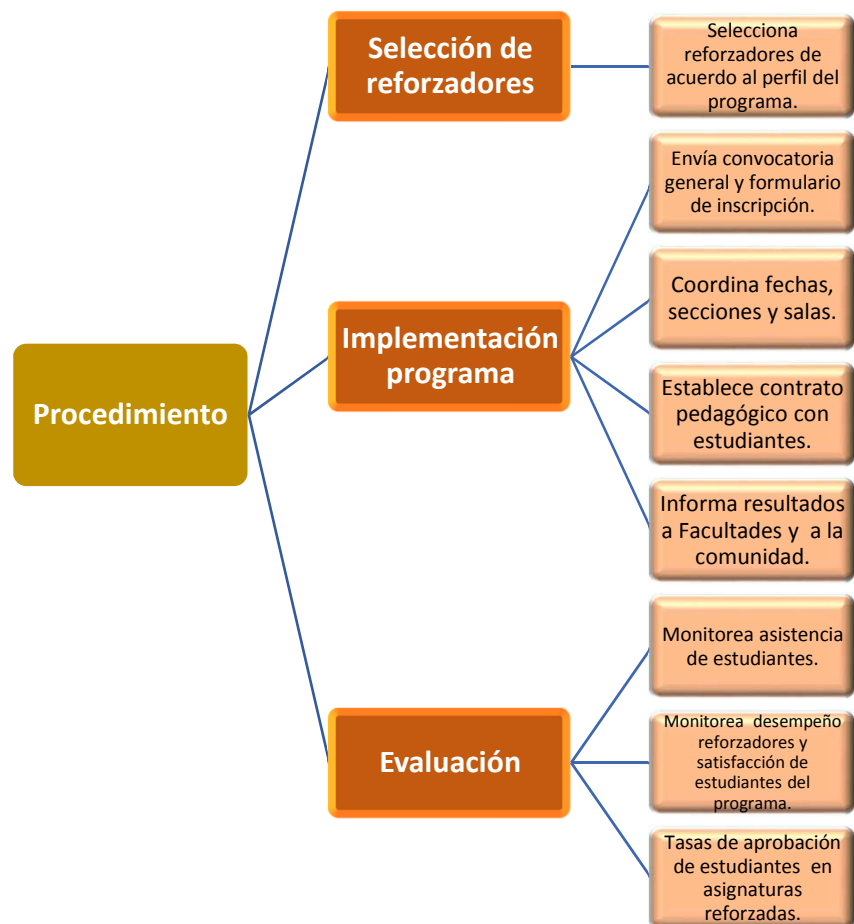 Procedimiento
Selección de
reforzadores
Selecciona
reforzadores de
acuerdo al perfil del
programa.
Implementación
programa
Envía convocatoria
general y formulario
de inscripción.
Coordina fechas,
secciones y salas.
Establece contrato
pedagógico con
estudiantes.
Informa resultados
a Facultades y a la
comunidad.
Evaluación
Monitorea asistencia
de estudiantes.
Monitorea desempeño
reforzadores y
satisfacción de
estudiantes del
programa.
Tasas de aprobación
de estudiantes en
asignaturas
reforzadas.